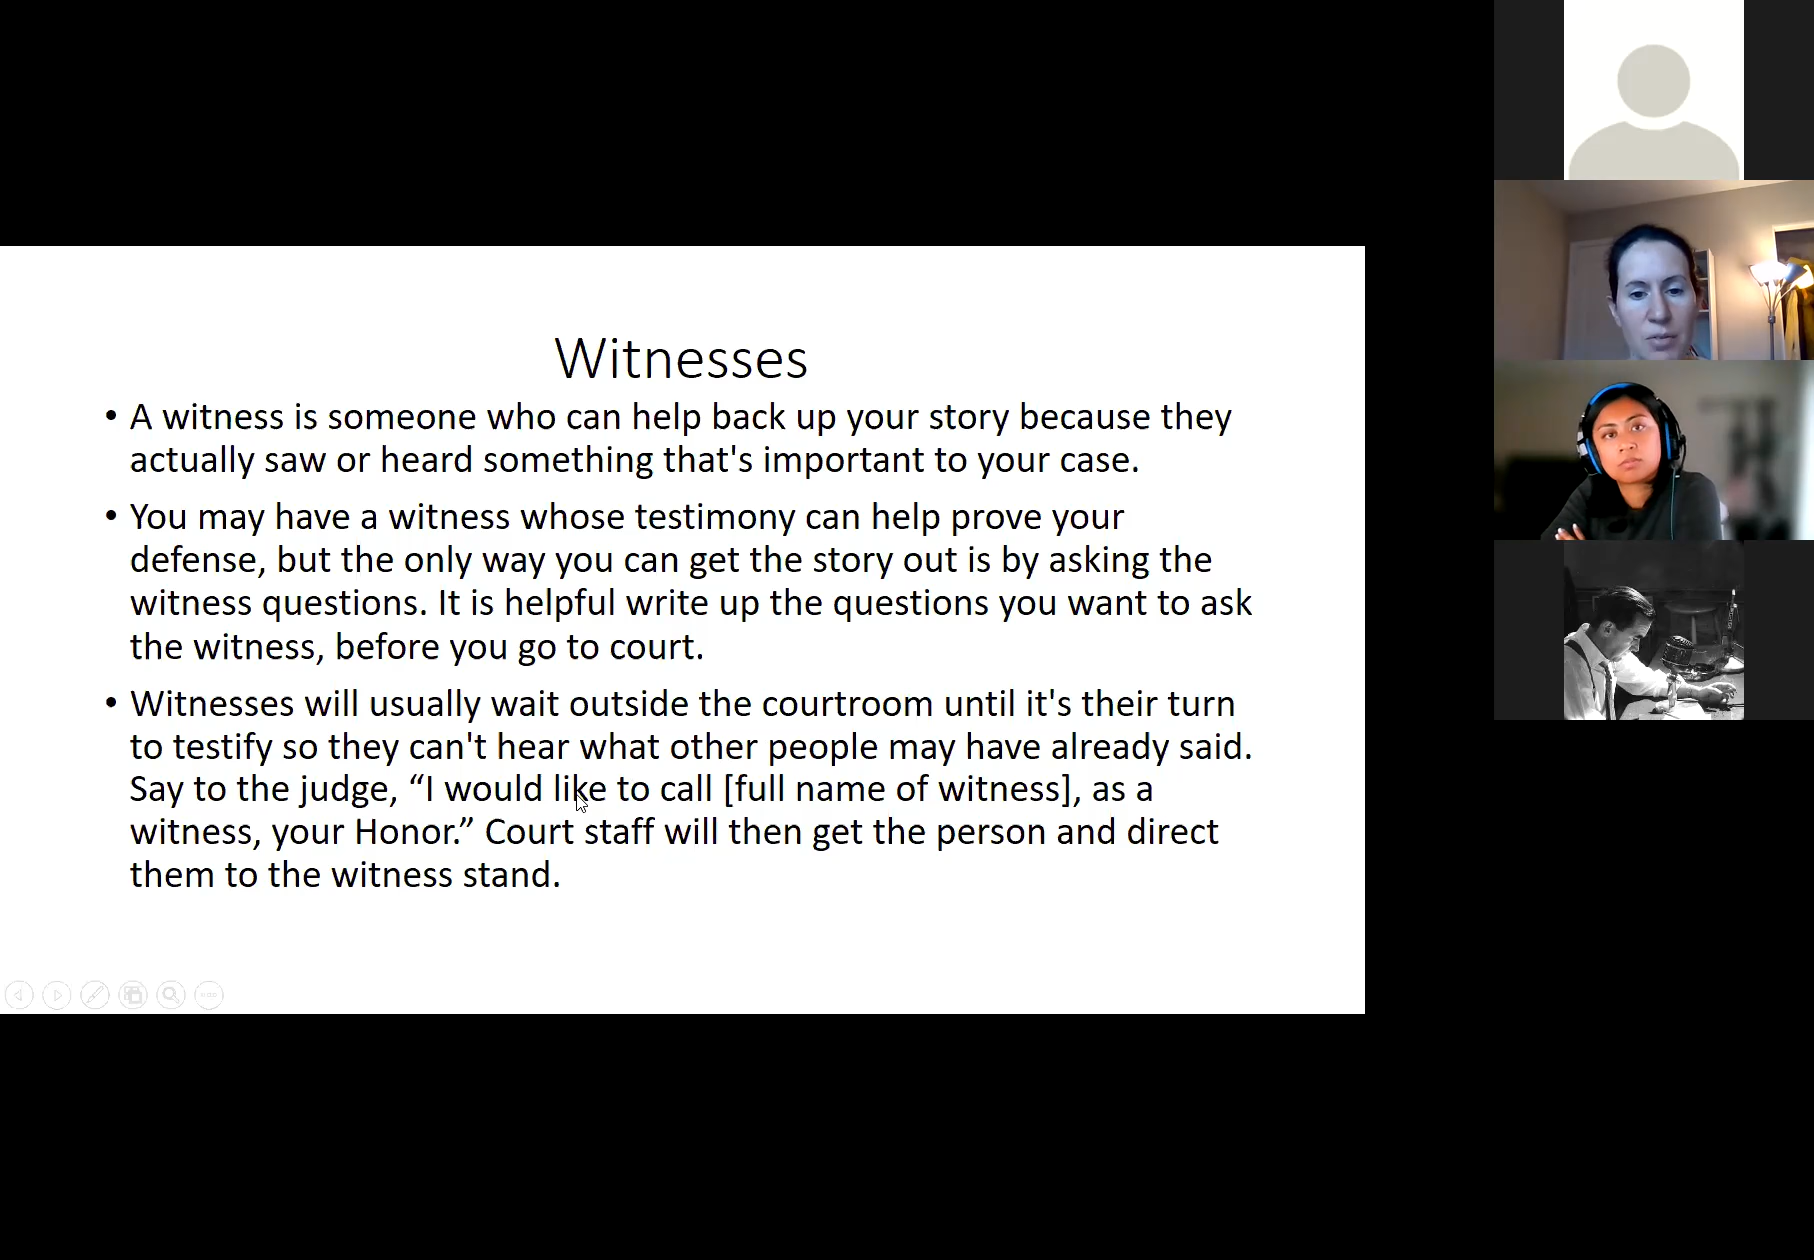 Witnesses
• A witness is someone who can help back up your story because they
actually saw or heard something that's important to your case.
• You may have a witness whose testimony can help prove your
defense, but the only way you can get the story out is by asking the
witness questions. It is helpful write up the questions you want to ask
the witness, before you go to court.
• Witnesses will usually wait outside the courtroom until it's their turn
to testify so they can't hear what other people may have already said.
Say to the judge, “I would like to call [full name of witness], as a
witness, your Honor.” Court staff will then get the person and direct
them to the witness stand.